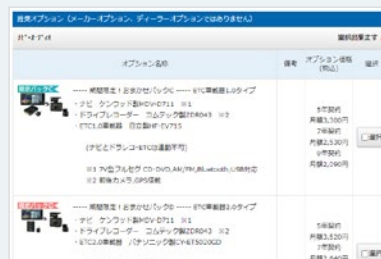 推奨オプション（メーカーオプション、ディーラーオプションではありません）
オプション名称
備考
オプション価格
(税込)
選択
----- 期間限定！おまかせパックC ----- ETC車載器1.0タイプ
・ナビ ケンウッド製MDV-D711 ※1
・ドライブレコーダー コムテック製ZDR043 ※2
・ETC1.0車載器 日立製HF-EV715
(ナビとドラレコ・ETCは連動不可)
※1 7V型フルセグ CD・DVD,AM/FM,Bluetooth,USB対応
※2 前後カメラ,GPS搭載
5年契約
月額3,300円
7年契約
月額2,530円
9年契約
月額2,090円
----- 期間限定！おまかせパックD ----- ETC車載器2.0タイプ
・ナビ ケンウッド製MDV-D711 ※1
・ドライブレコーダー コムテック製ZDR043 ※2
・ETC2.0車載器 パナソニック製CY-ET5020GD
5年契約
月額3,520円
7年契約